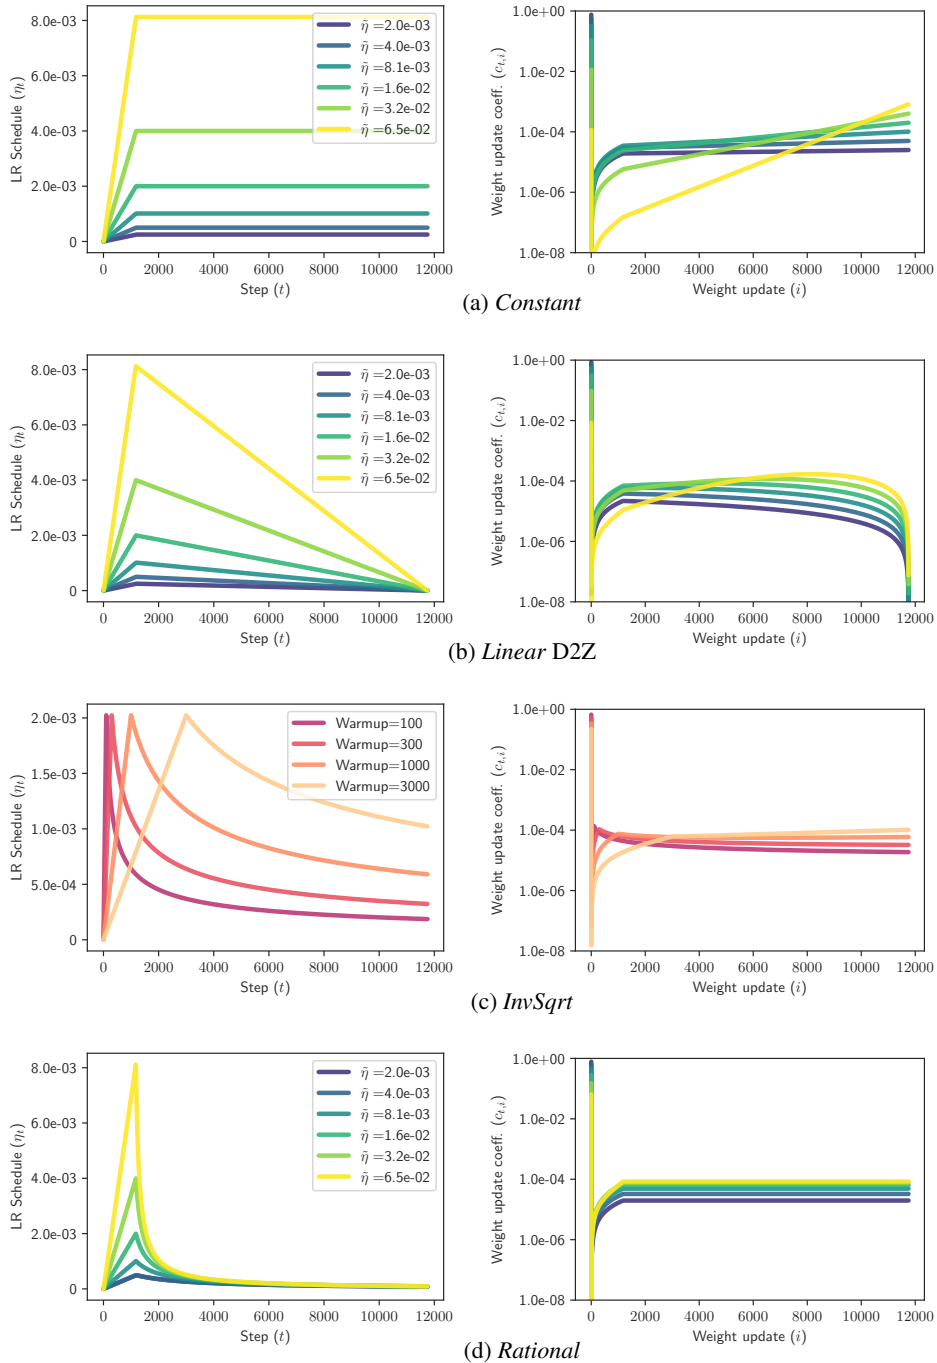 8.0e-03
6.0e-03
4.0e-03
2.0e-03
0
LR Schedule (ηt)
0 2000 4000 6000 8000 10000 12000
Step (t)
η̃ =2.0e-03
η̃ =4.0e-03
η̃ =8.1e-03
η̃ =1.6e-02
η̃ =3.2e-02
η̃ =6.5e-02
1.0e+00
1.0e-02
1.0e-04
1.0e-06
1.0e-08
Weight update coeff. (ct,i)
0 2000 4000 6000 8000 10000 12000
Weight update (i)
(a) Constant
8.0e-03
6.0e-03
4.0e-03
2.0e-03
0
LR Schedule (ηt)
0 2000 4000 6000 8000 10000 12000
Step (t)
η̃ =2.0e-03
η̃ =4.0e-03
η̃ =8.1e-03
η̃ =1.6e-02
η̃ =3.2e-02
η̃ =6.5e-02
1.0e+00
1.0e-02
1.0e-04
1.0e-06
1.0e-08
Weight update coeff. (ct,i)
0 2000 4000 6000 8000 10000 12000
Weight update (i)
(b) Linear D2Z
2.0e-03
1.5e-03
1.0e-03
5.0e-04
0
LR Schedule (ηt)
0 2000 4000 6000 8000 10000 12000
Step (t)
Warmup=100
Warmup=300
Warmup=1000
Warmup=3000
1.0e+00
1.0e-02
1.0e-04
1.0e-06
1.0e-08
Weight update coeff. (ct,i)
0 2000 4000 6000 8000 10000 12000
Weight update (i)
(c) InvSqrt
8.0e-03
6.0e-03
4.0e-03
2.0e-03
0
LR Schedule (ηt)
0 2000 4000 6000 8000 10000 12000
Step (t)
η̃ =2.0e-03
η̃ =4.0e-03
η̃ =8.1e-03
η̃ =1.6e-02
η̃ =3.2e-02
η̃ =6.5e-02
1.0e+00
1.0e-02
1.0e-04
1.0e-06
1.0e-08
Weight update coeff. (ct,i)
0 2000 4000 6000 8000 10000 12000
Weight update (i)
(d) Rational